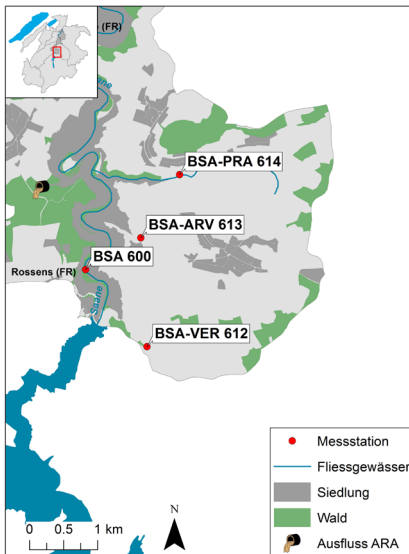 (FR)
BSA-PRA 614
BSA-ARV 613
BSA 600
Rossens (FR)
Saane
BSA-VER 612
Messstation
Fliessgewässer
Siedlung
Wald
Ausfluss ARA
0 0.5 1 km
N